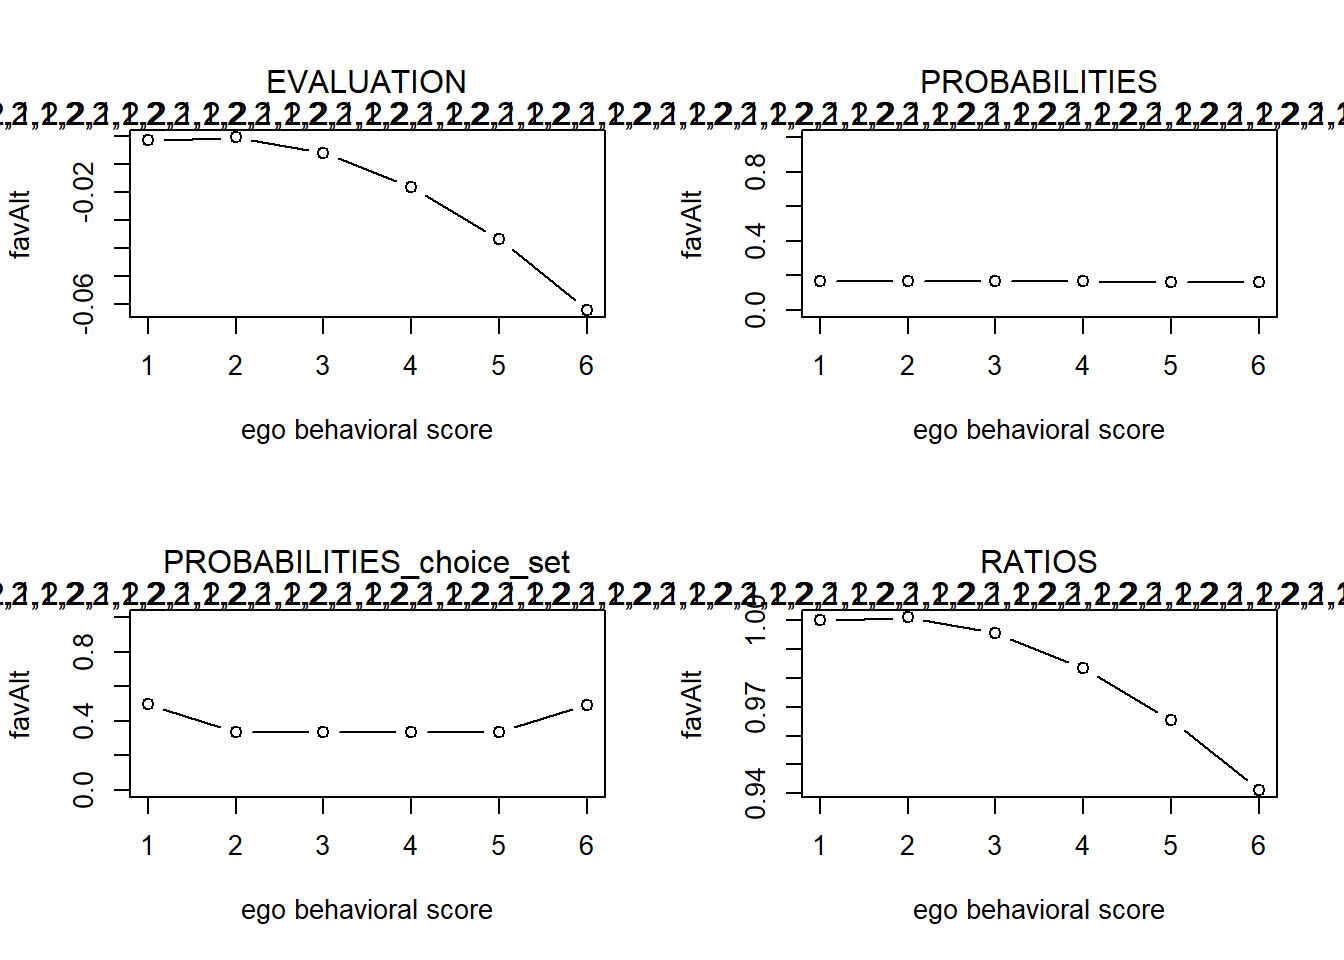 EVALUATION
favAlt
-0.02
-0.06
1 2 3 4 5 6
ego behavioral score
PROBABILITIES
favAlt
0.8
0.4
0.0
1 2 3 4 5 6
ego behavioral score
PROBABILITIES_choice_set
favAlt
0.8
0.4
0.0
1 2 3 4 5 6
ego behavioral score
RATIOS
favAlt
1.00
0.97
0.94
1 2 3 4 5 6
ego behavioral score